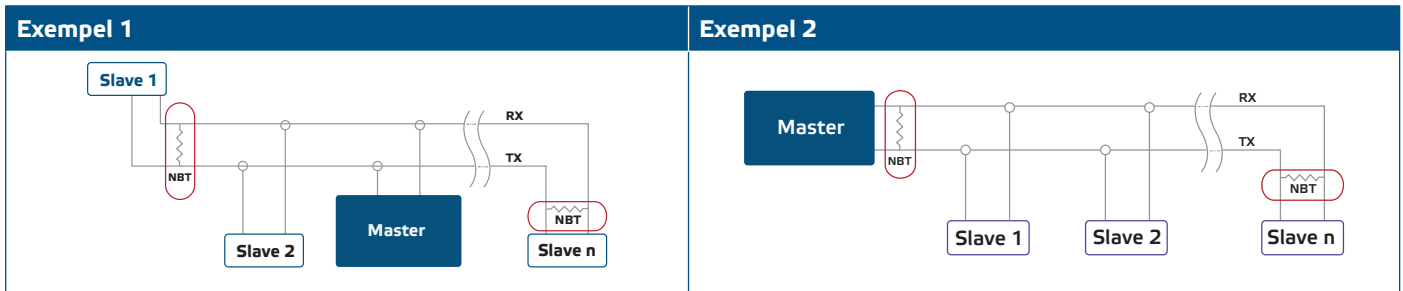 Exempel 1
Slave 1
RX
TX
NBT
NBT
Master
Slave 2
Slave n
Exempel 2
Master
RX
TX
NBT
NBT
Slave 1
Slave 2
Slave n